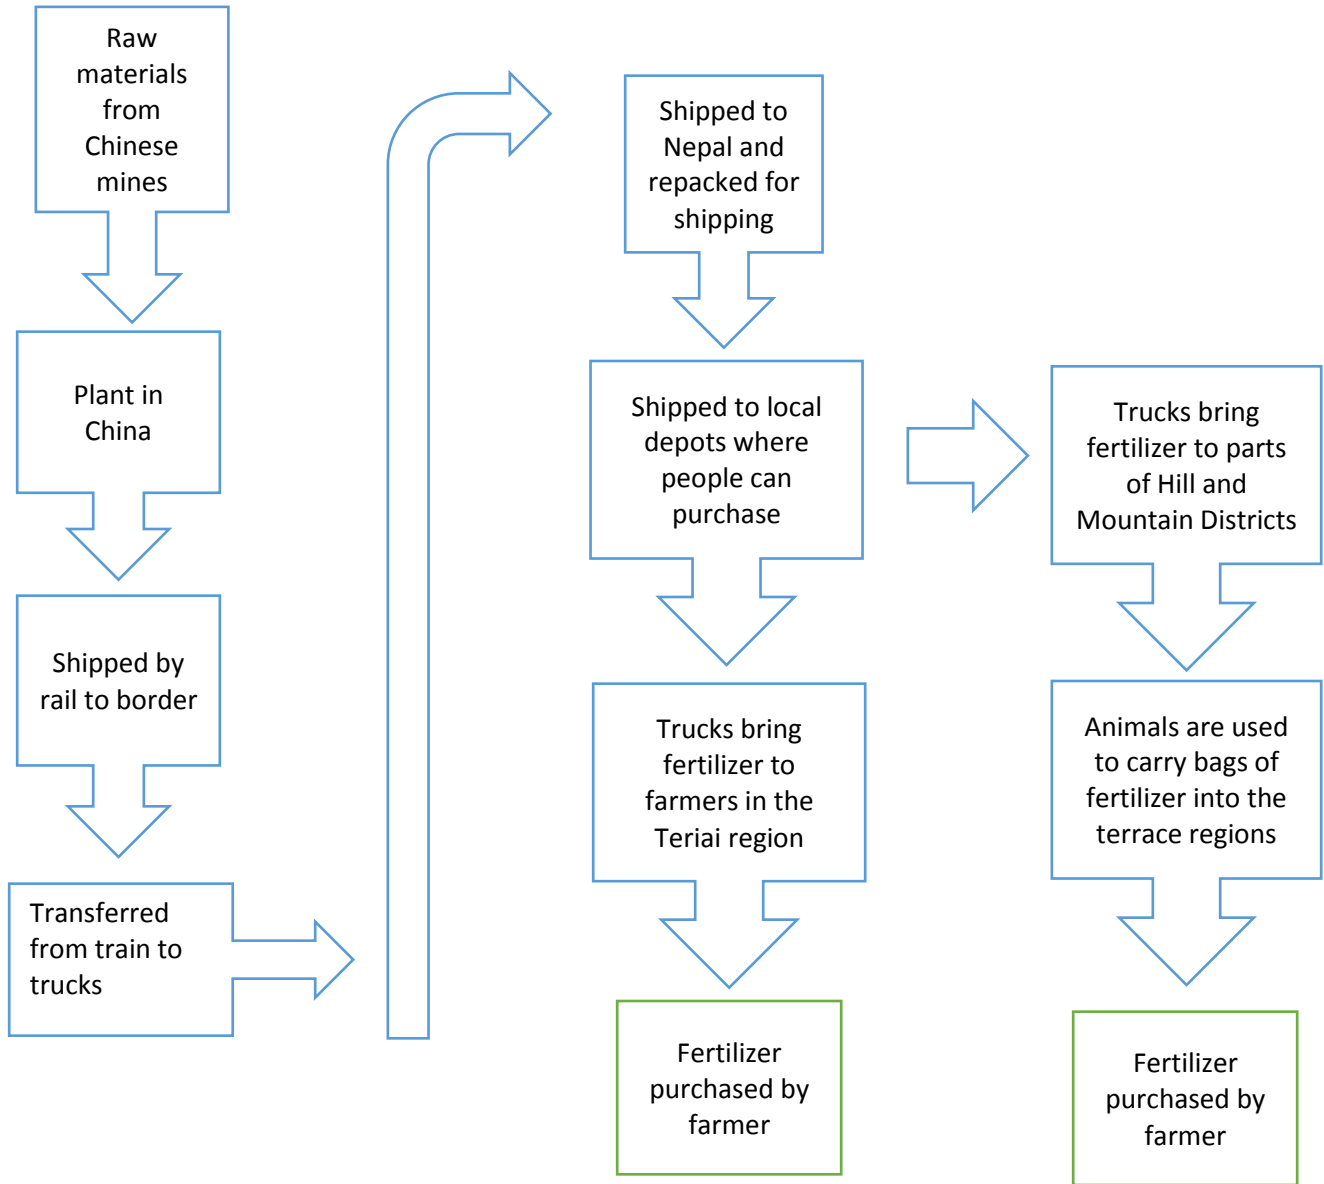 Raw
materials
from
Chinese
mines
Plant in
China
Shipped by
rail to border
Transferred
from train to
trucks
Shipped to
Nepal and
repacked for
shipping
Shipped to local
depots where
people can
purchase
Trucks bring
fertilizer to
farmers in the
Teriai region
Fertilizer
purchased by
farmer
Trucks bring
fertilizer to parts
of Hill and
Mountain Districts
Animals are used
to carry bags of
fertilizer into the
terrace regions
Fertilizer
purchased by
farmer